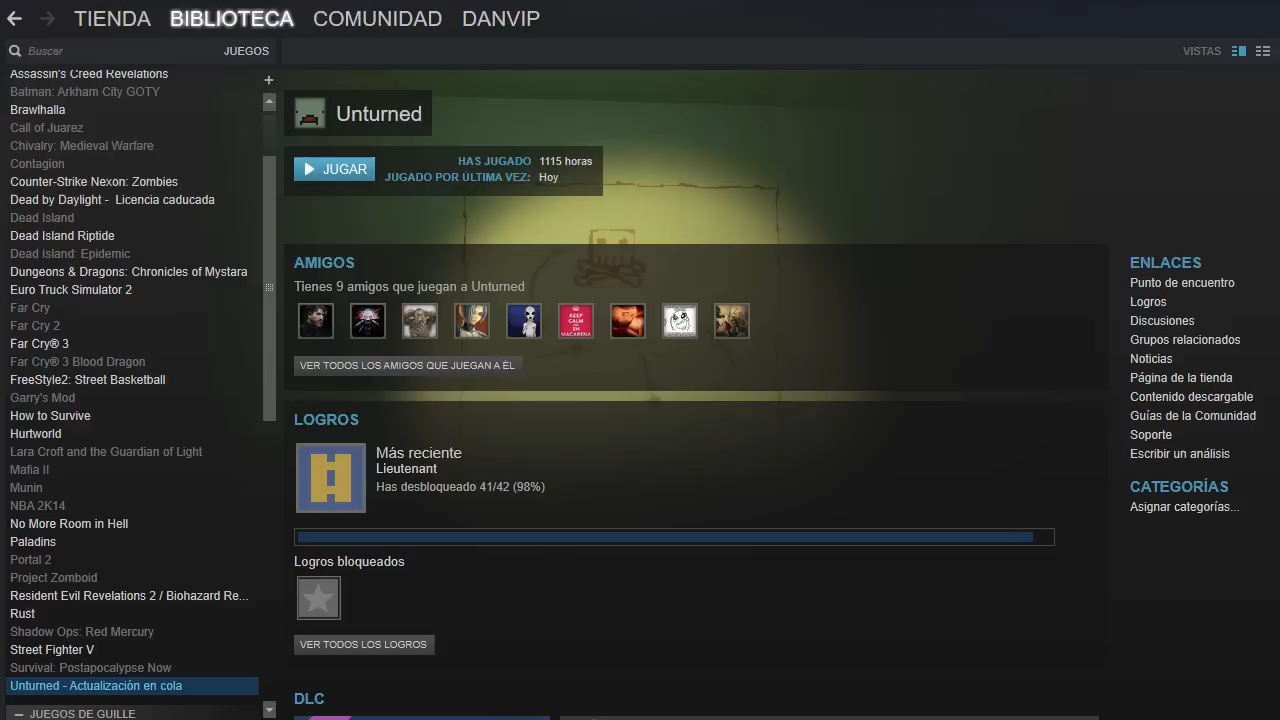 TIENDA BIBLIOTECA COMUNIDAD DANVIP
Buscar JUEGOS
VISTAS
Assassin's Creed Revelations
Batman: Arkham City GOTY
Brawlhalla
Call of Juarez
Chivalry: Medieval Warfare
Contagion
Counter-Strike Nexon: Zombies
Dead by Daylight - Licencia caducada
Dead Island
Dead Island Riptide
Dead Island: Epidemic
Dungeons & Dragons: Chronicles of Mystara
Euro Truck Simulator 2
Far Cry
Far Cry 2
Far Cry® 3
Far Cry® 3 Blood Dragon
FreeStyle2: Street Basketball
Garry's Mod
How to Survive
Hurtworld
Lara Croft and the Guardian of Light
Mafia II
Munin
NBA 2K14
No More Room in Hell
Paladins
Portal 2
Project Zomboid
Resident Evil Revelations 2 / Biohazard Re...
Rust
Shadow Ops: Red Mercury
Street Fighter V
Survival: Postapocalypse Now
Unturned - Actualización en cola
JUEGOS DE GUILLE
Unturned
JUGAR
HAS JUGADO 1115 horas
JUGADO POR ÚLTIMA VEZ: Hoy
AMIGOS
Tienes 9 amigos que juegan a Unturned
KEEP
CALM
EH
MACARENA
VER TODOS LOS AMIGOS QUE JUEGAN A ÉL
LOGROS
Más reciente
Lieutenant
Has desbloqueado 41/42 (98%)
Logros bloqueados
VER TODOS LOS LOGROS
DLC
ENLACES
Punto de encuentro
Logros
Discusiones
Grupos relacionados
Noticias
Página de la tienda
Contenido descargable
Guías de la Comunidad
Soporte
Escribir un análisis
CATEGORÍAS
Asignar categorías...